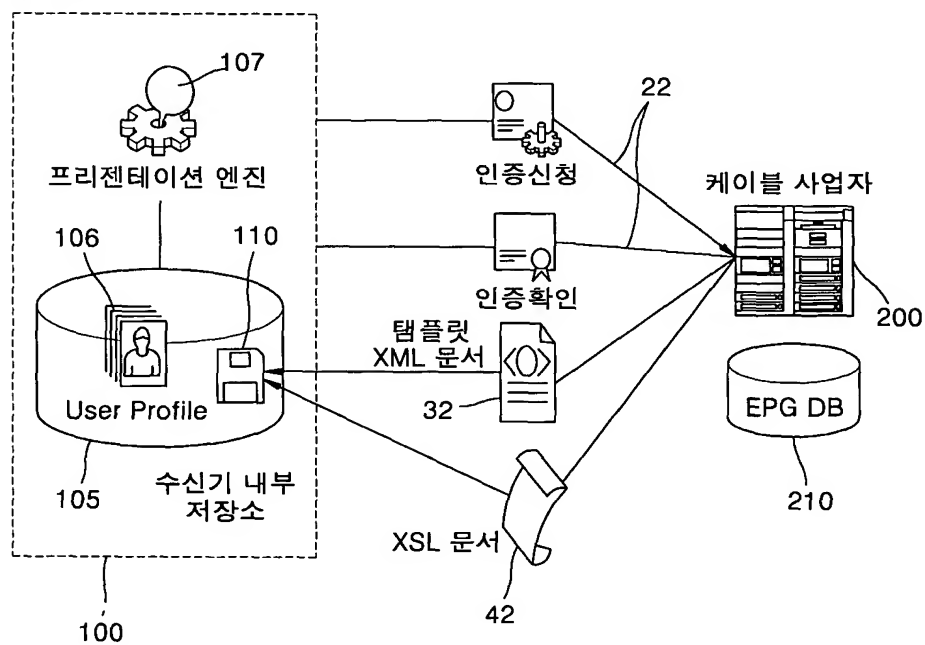 107
프리젠테이션 엔진
106
110
User Profile
105
수신기 내부
저장소
100
22
인증신청
인증확인
탬플릿
XML 문서
32
XSL 문서
42
케이블 사업자
200
EPG DB
210